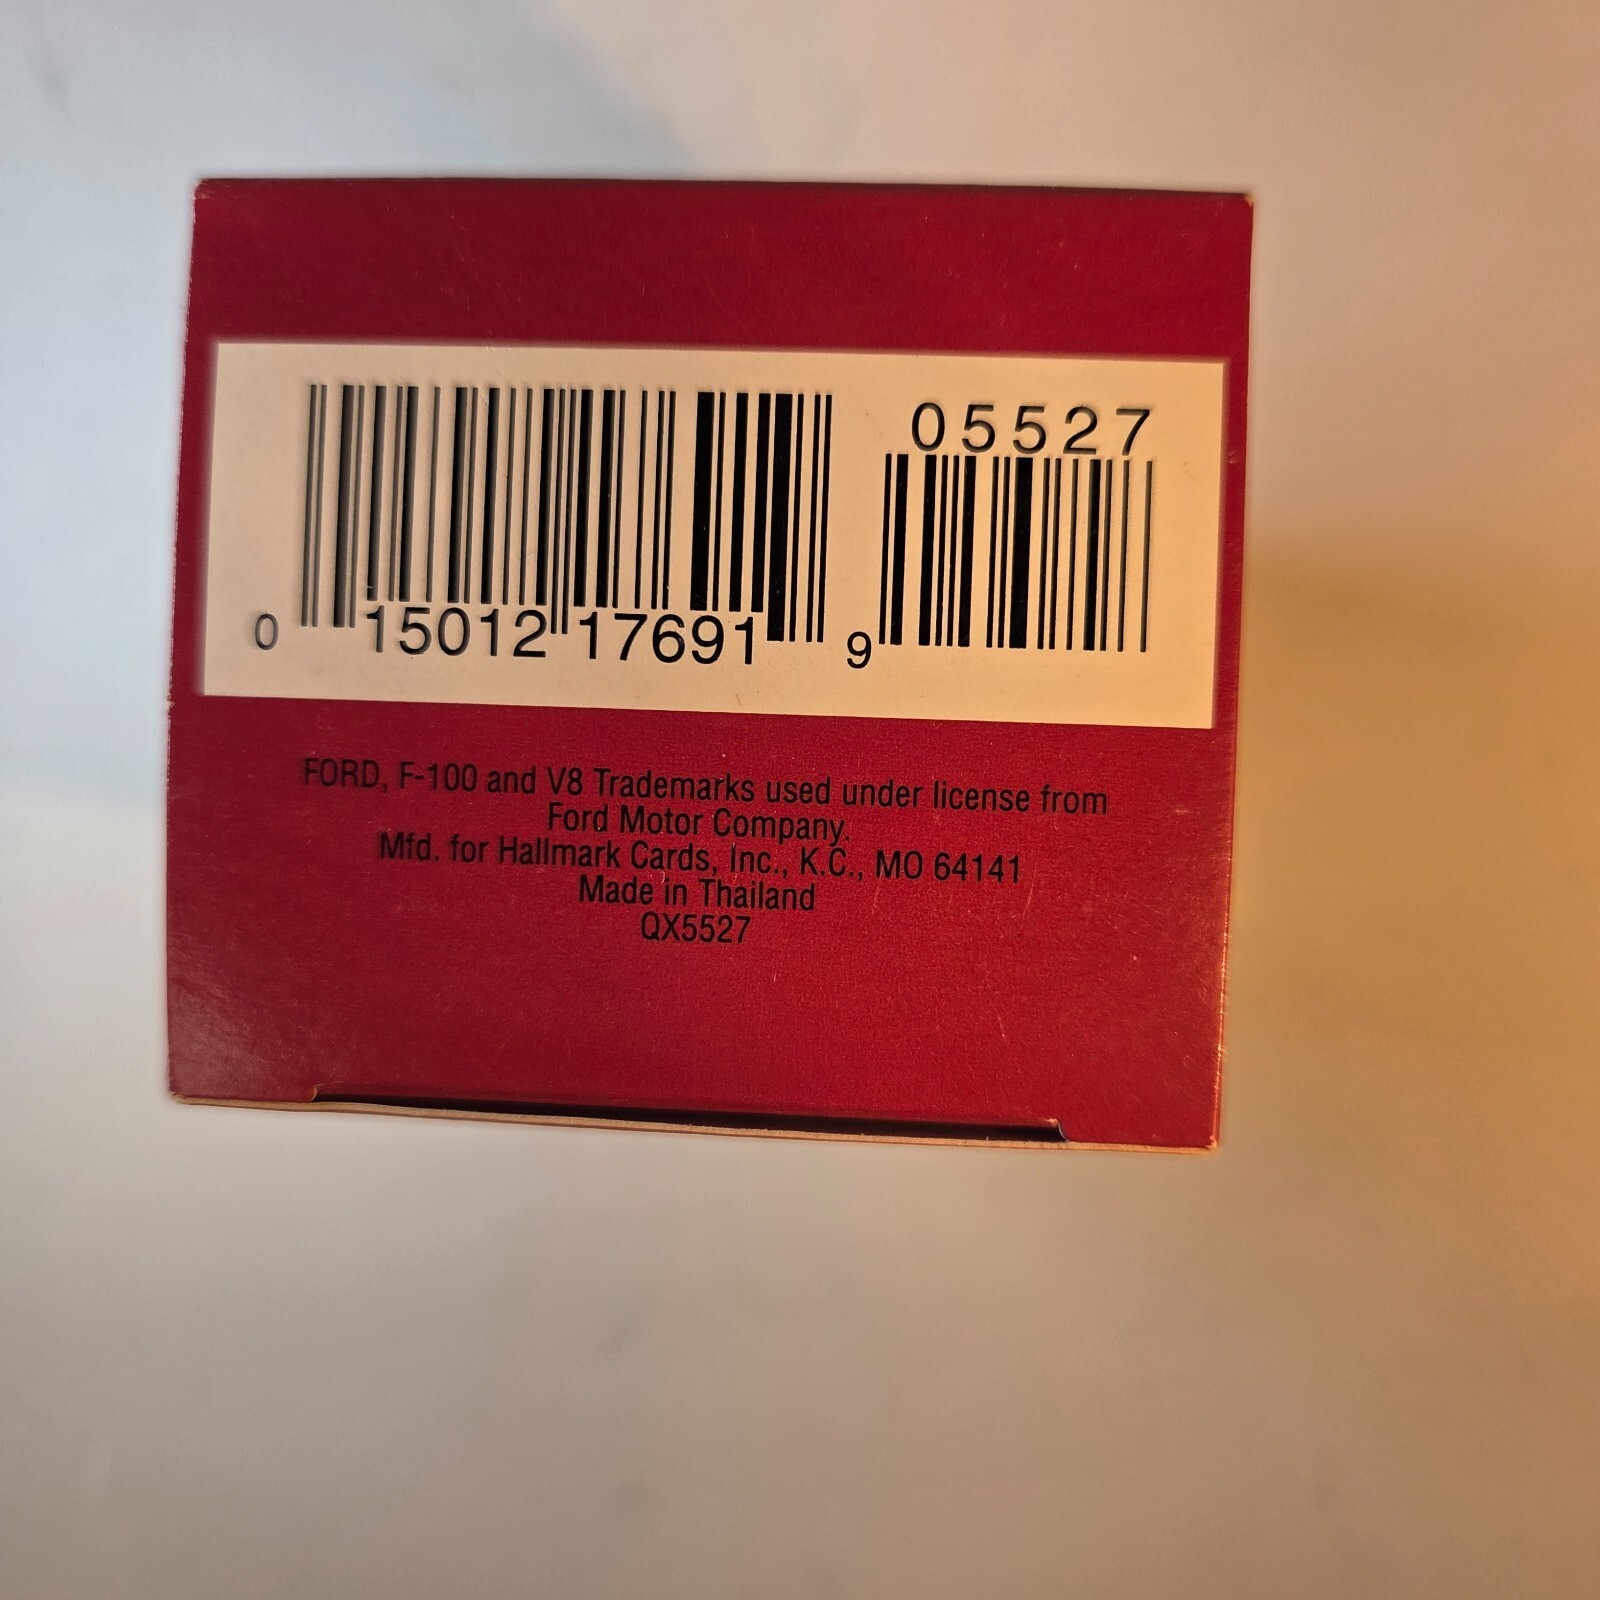 05527
0 15012 17691 9
FORD, F-100 and V8 Trademarks used under license from
Ford Motor Company.
Mfd. for Hallmark Cards, Inc., K.C., MO 64141
Made in Thailand
QX5527